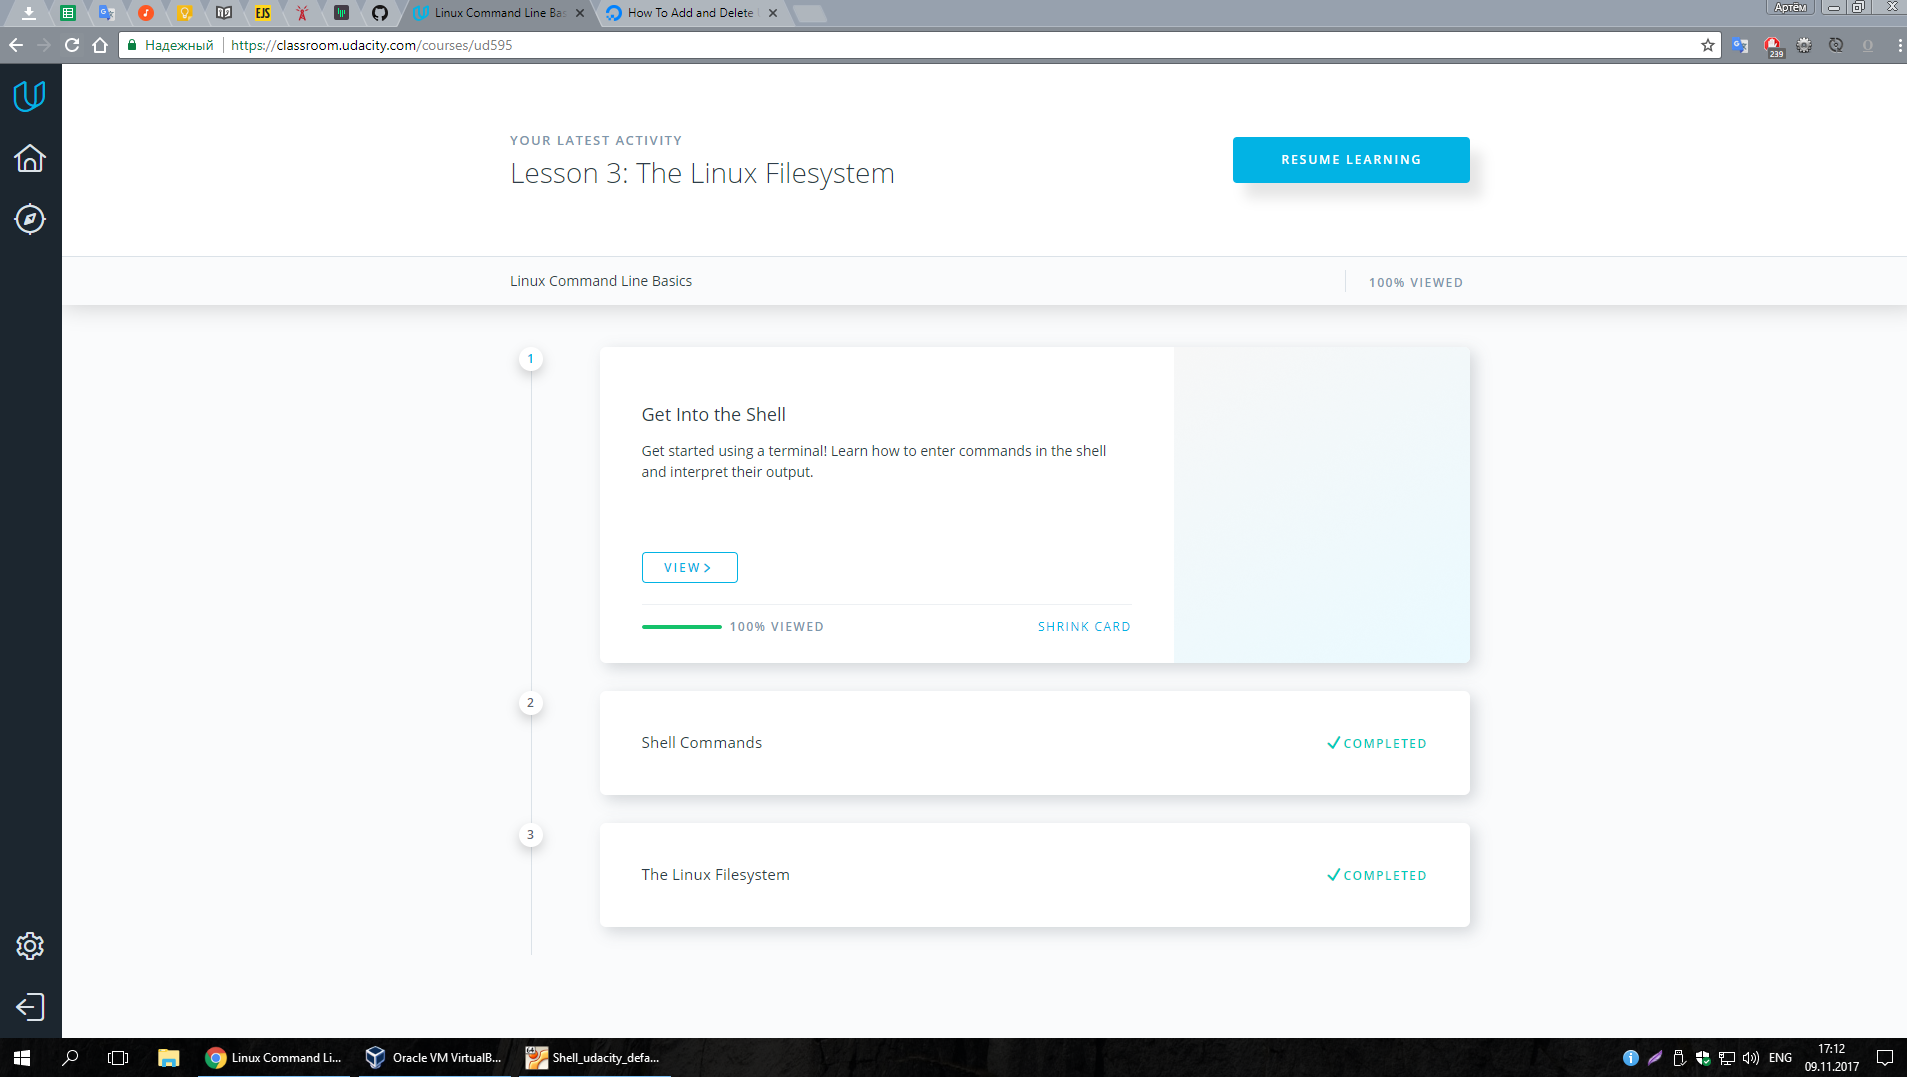 Linux Command Line Bas
How To Add and Delete
Артём
EJS
Надежный
https://classroom.udacity.com/courses/ud595
239
YOUR LATEST ACTIVITY
Lesson 3: The Linux Filesystem
RESUME LEARNING
Linux Command Line Basics
100% VIEWED
1
Get Into the Shell
Get started using a terminal! Learn how to enter commands in the shell
and interpret their output.
VIEW
100% VIEWED
SHRINK CARD
2
Shell Commands
COMPLETED
3
The Linux Filesystem
COMPLETED
Linux Command Li...
Oracle VM VirtualB...
Shell_udacity_defa...
ENG
17:12
09.11.2017